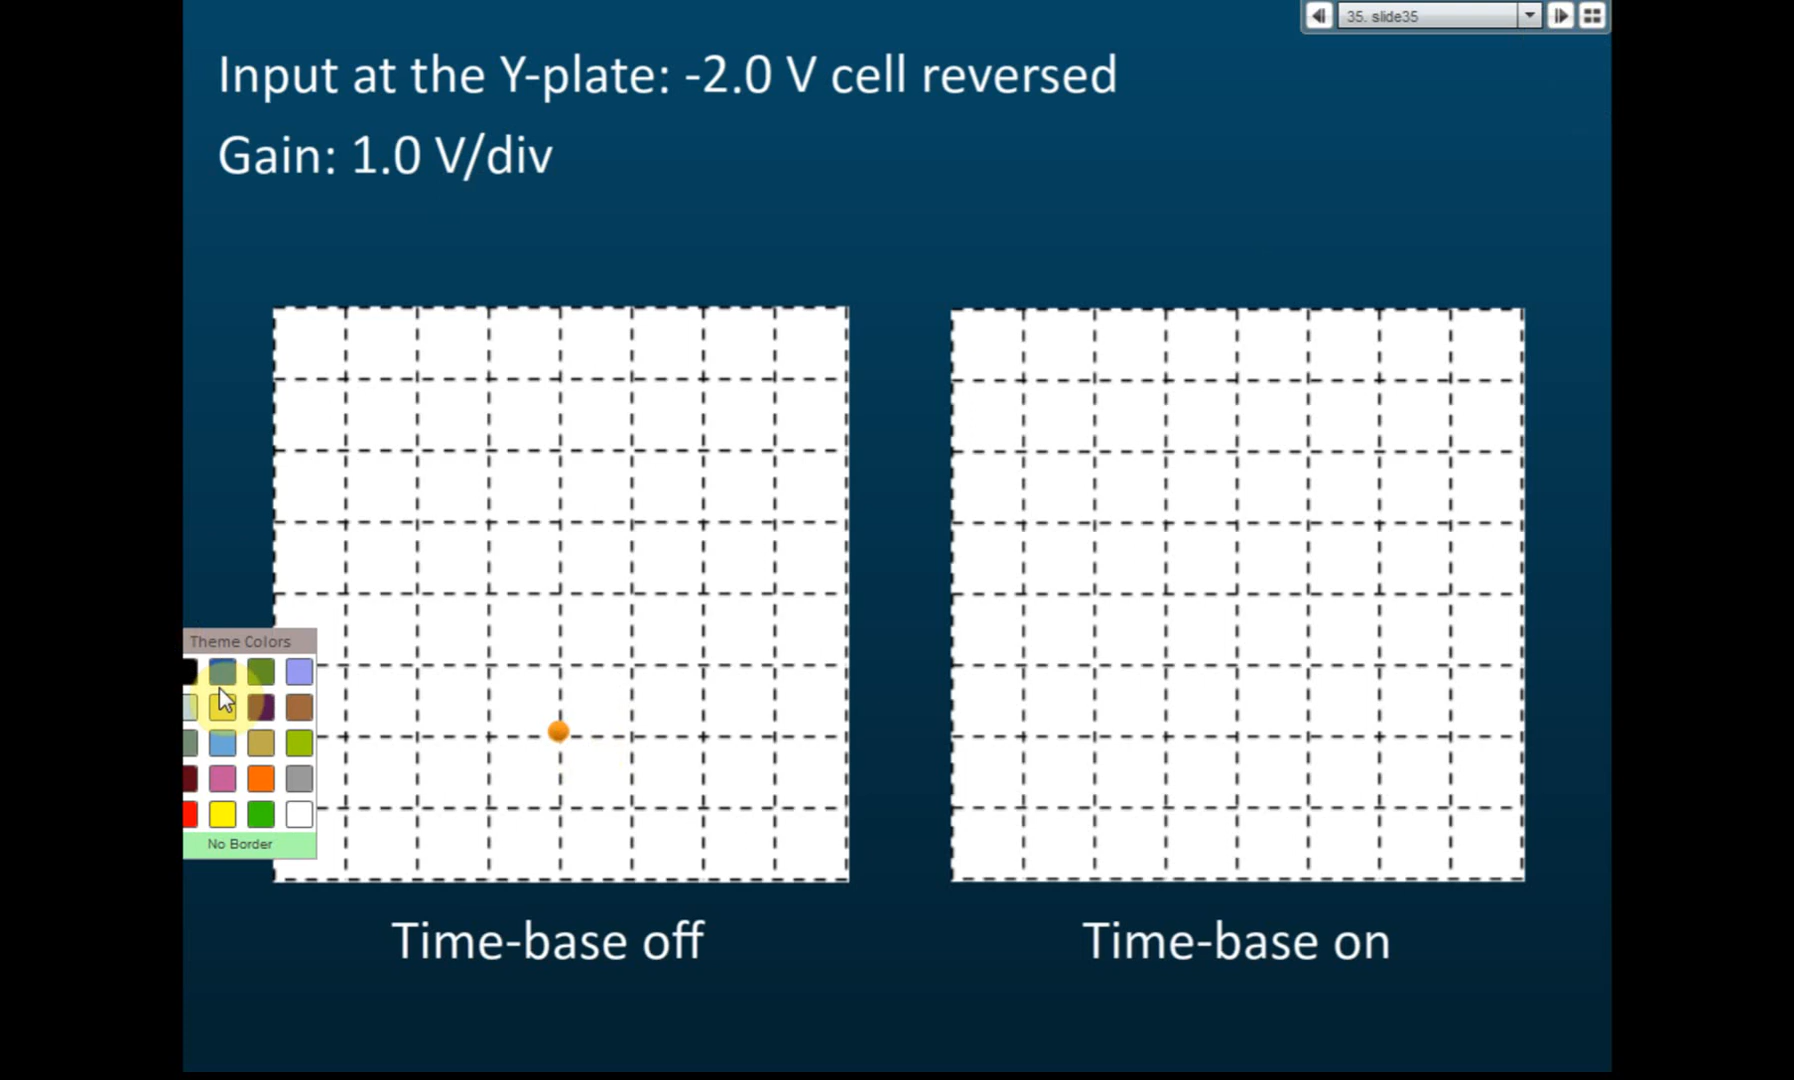 35. slide35
Input at the Y-plate: -2.0 V cell reversed
Gain: 1.0 V/div
Theme Colors
No Border
Time-base off
Time-base on